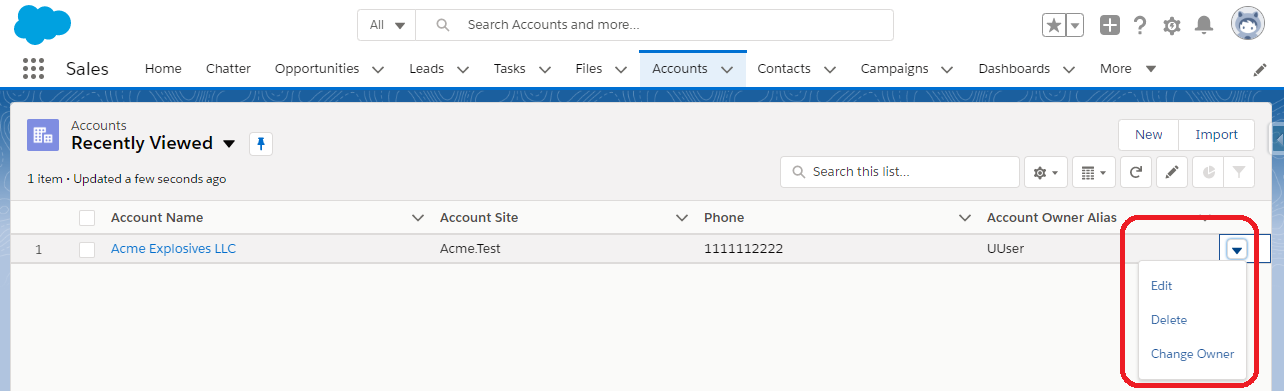 All Search Accounts and more...
Sales Home Chatter Opportunities Leads Tasks Files Accounts Contacts Campaigns Dashboards More
Accounts
Recently Viewed
New Import
1 item • Updated a few seconds ago
Search this list...
Account Name Account Site Phone Account Owner Alias
1 Acme Explosives LLC Acme.Test 1111112222 UUser
Edit
Delete
Change Owner